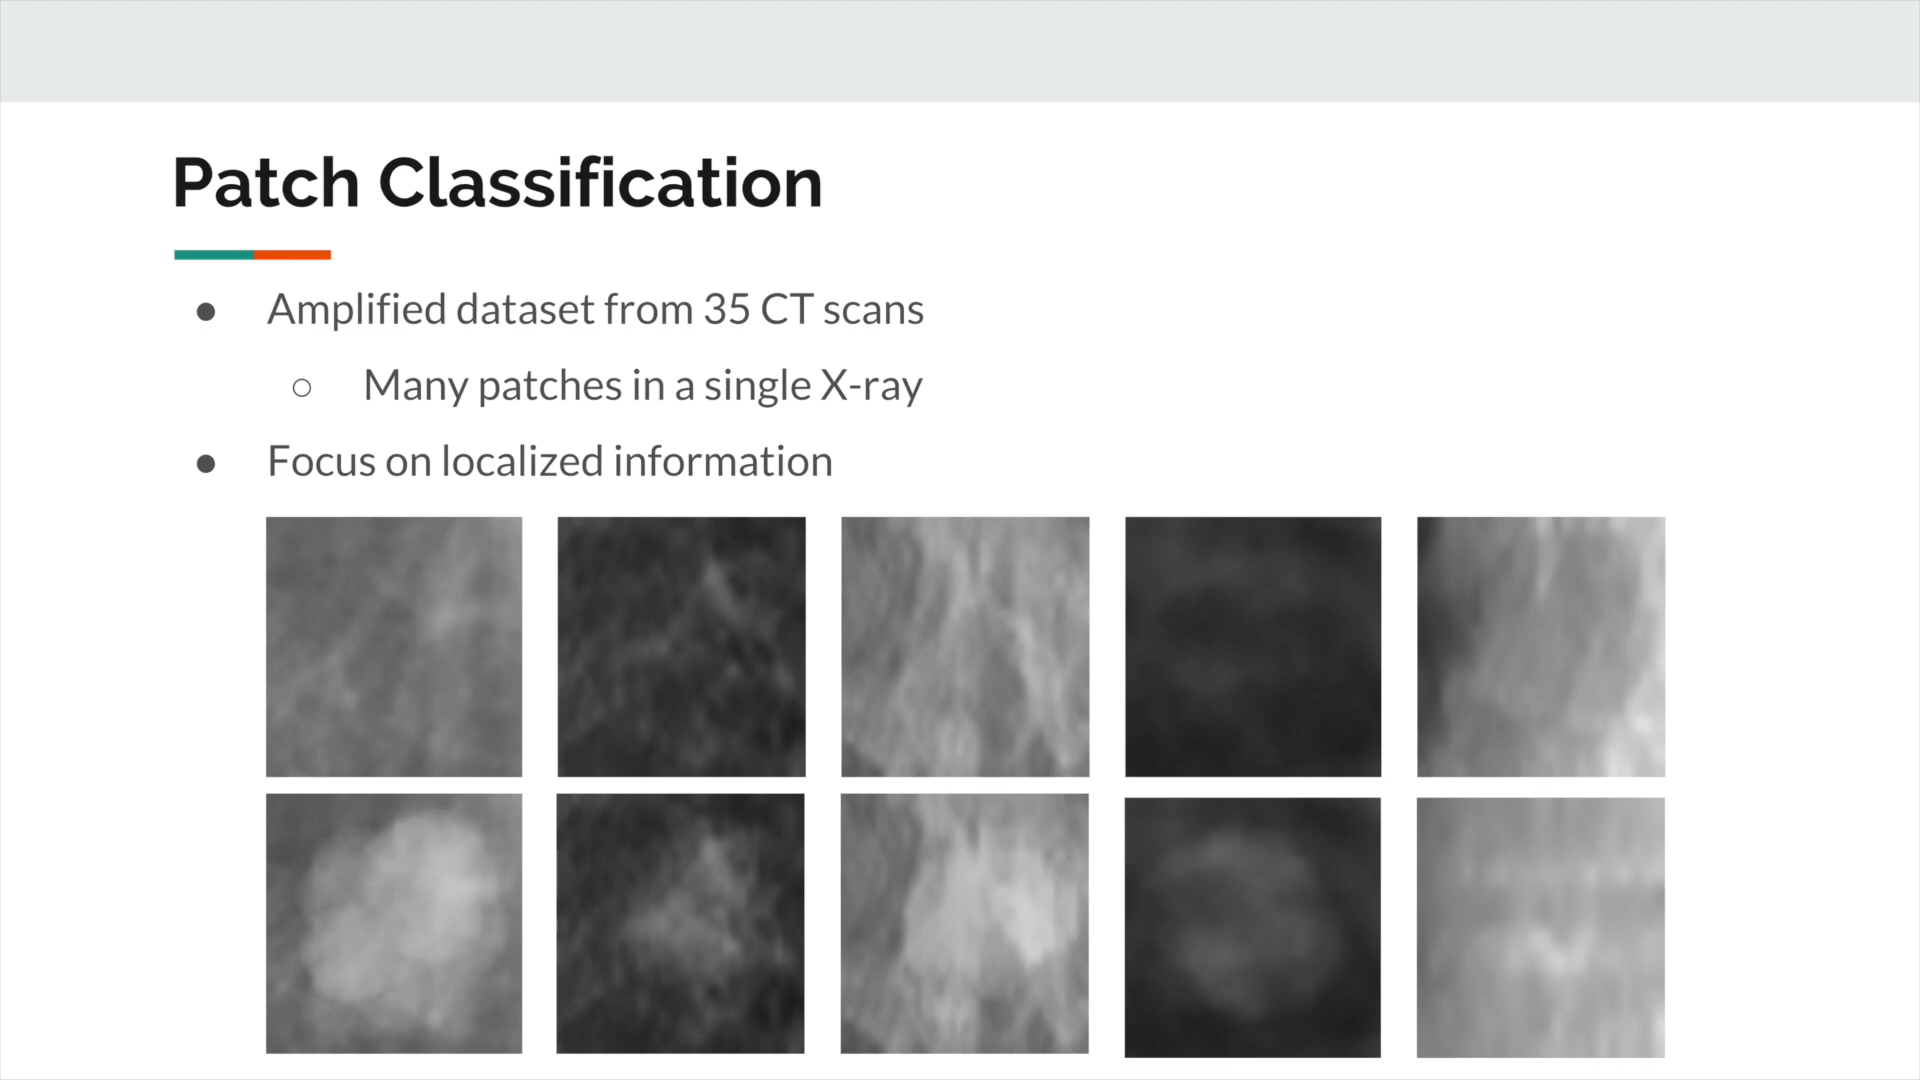 Patch Classification
● Amplified dataset from 35 CT scans
○ Many patches in a single X-ray
● Focus on localized information